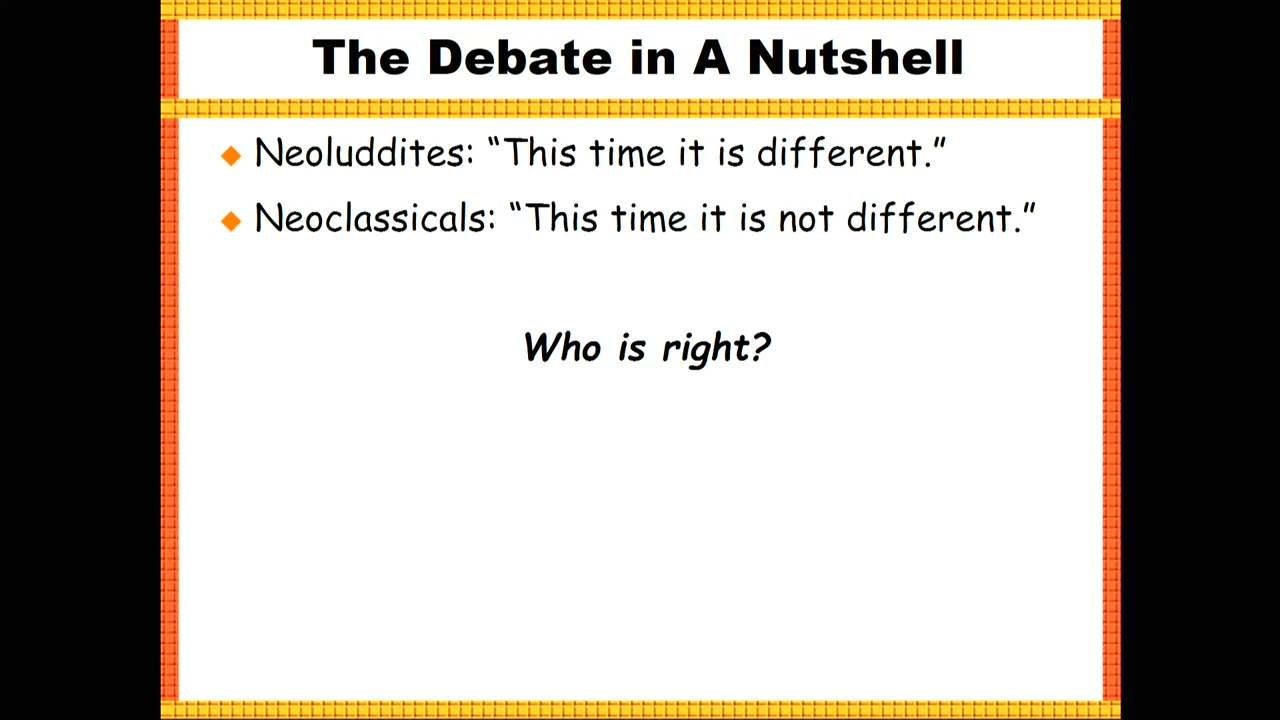 The Debate in A Nutshell
Neoluddites: “This time it is different.”
Neoclassicals: “This time it is not different.”
Who is right?